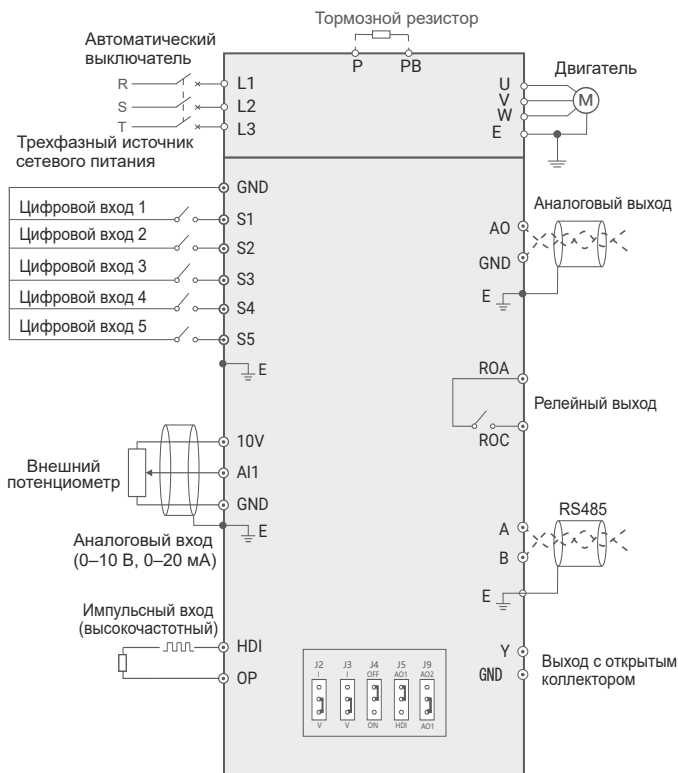 Тормозной резистор
P PB
Автоматический
выключатель
R L1
S L2
T L3
Трехфазный источник
сетевого питания
U
V
W
E
Двигатель
M
GND
Цифровой вход 1 S1
Цифровой вход 2 S2
Цифровой вход 3 S3
Цифровой вход 4 S4
Цифровой вход 5 S5
E
Аналоговый выход
AO
GND
E
ROA
Релейный выход
ROC
10V
Внешний
потенциометр
AI1
GND
E
Аналоговый вход
(0–10 В, 0–20 мА)
RS485
A
B
E
Импульсный вход
(высокочастотный)
HDI
OP
J2 J3 J4 J5 J9
I I OFF AO1 AO2
V V ON HDI AO1
Y
GND
Выход с открытым
коллектором